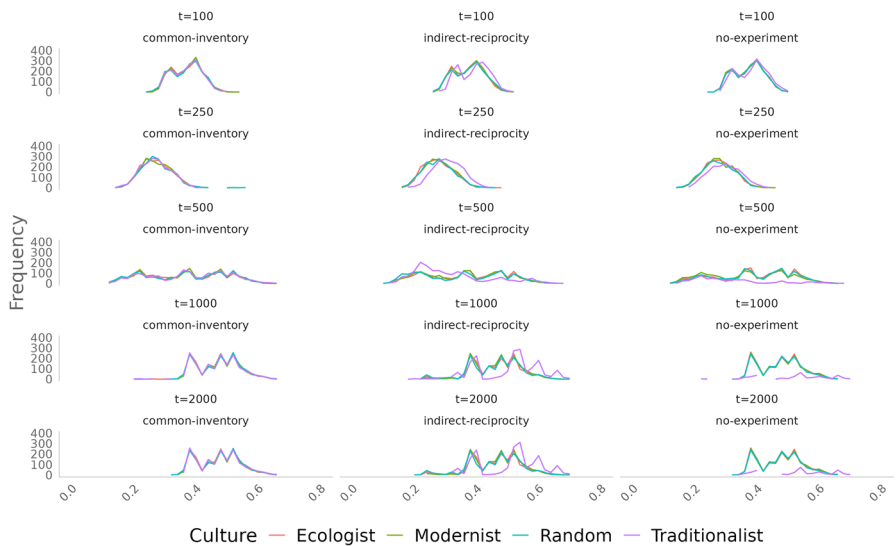 t=100 t=100 t=100
common-inventory indirect-reciprocity no-experiment
400
300
200
100
0
t=250 t=250 t=250
common-inventory indirect-reciprocity no-experiment
400
300
200
100
0
t=500 t=500 t=500
common-inventory indirect-reciprocity no-experiment
400
300
200
100
0
t=1000 t=1000 t=1000
common-inventory indirect-reciprocity no-experiment
400
300
200
100
0
t=2000 t=2000 t=2000
common-inventory indirect-reciprocity no-experiment
400
300
200
100
0
Frequency
0.0 0.2 0.4 0.6 0.8 0.0 0.2 0.4 0.6 0.8 0.0 0.2 0.4 0.6 0.8
Culture Ecologist Modernist Random Traditionalist